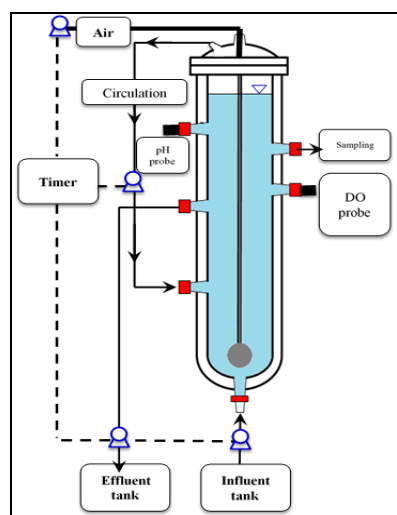 Air
Circulation
pH
probe
Sampling
Timer
DO
probe
Effluent
tank
Influent
tank